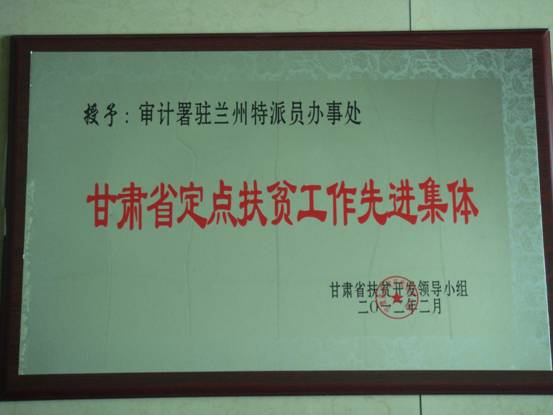 授予：审计署驻兰州特派员办事处
甘肃省定点扶贫工作先进集体
甘肃省扶贫开发领导小组
二〇一二年二月